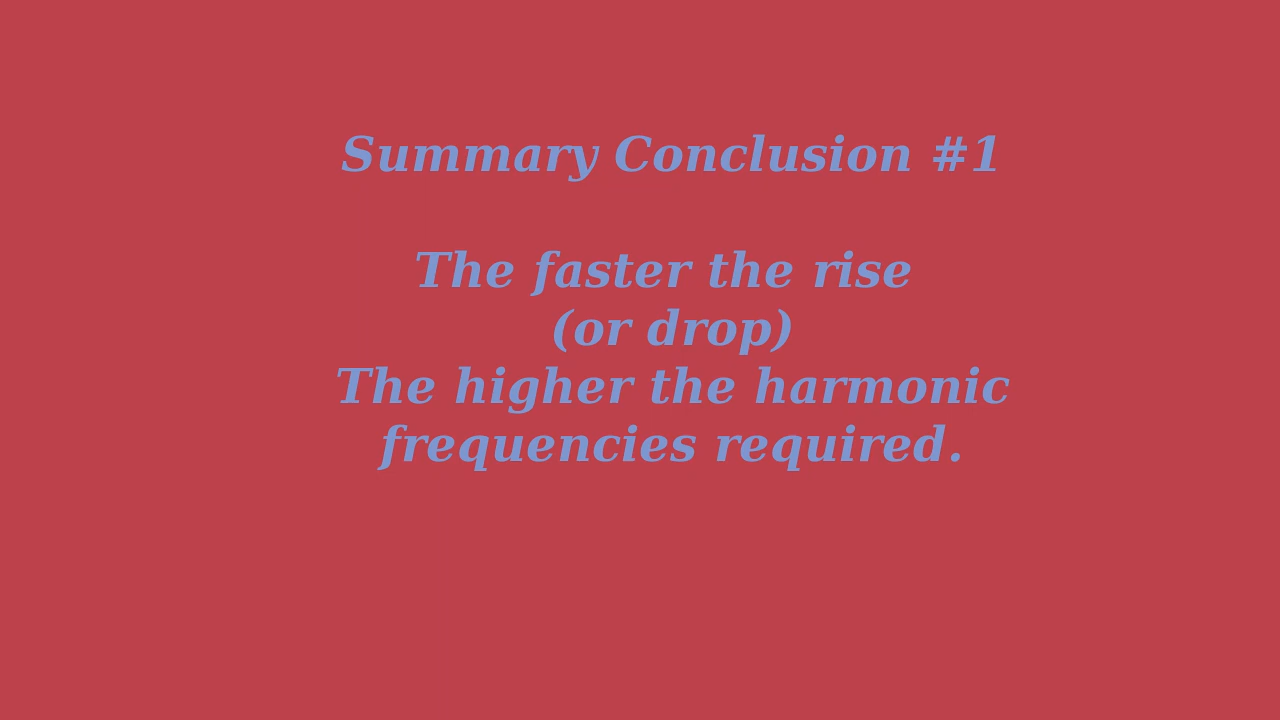 Summary Conclusion #1
The faster the rise
(or drop)
The higher the harmonic
frequencies required.